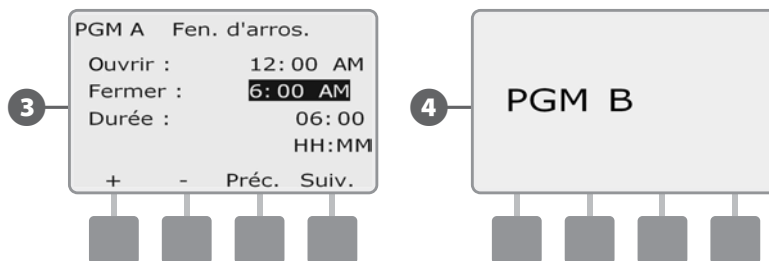 3
PGM A Fen. d'arros.
Ouvrir : 12:00 AM
Fermer : 6:00 AM
Durée : 06:00
HH:MM
+ - Préc. Suiv.
4
PGM B